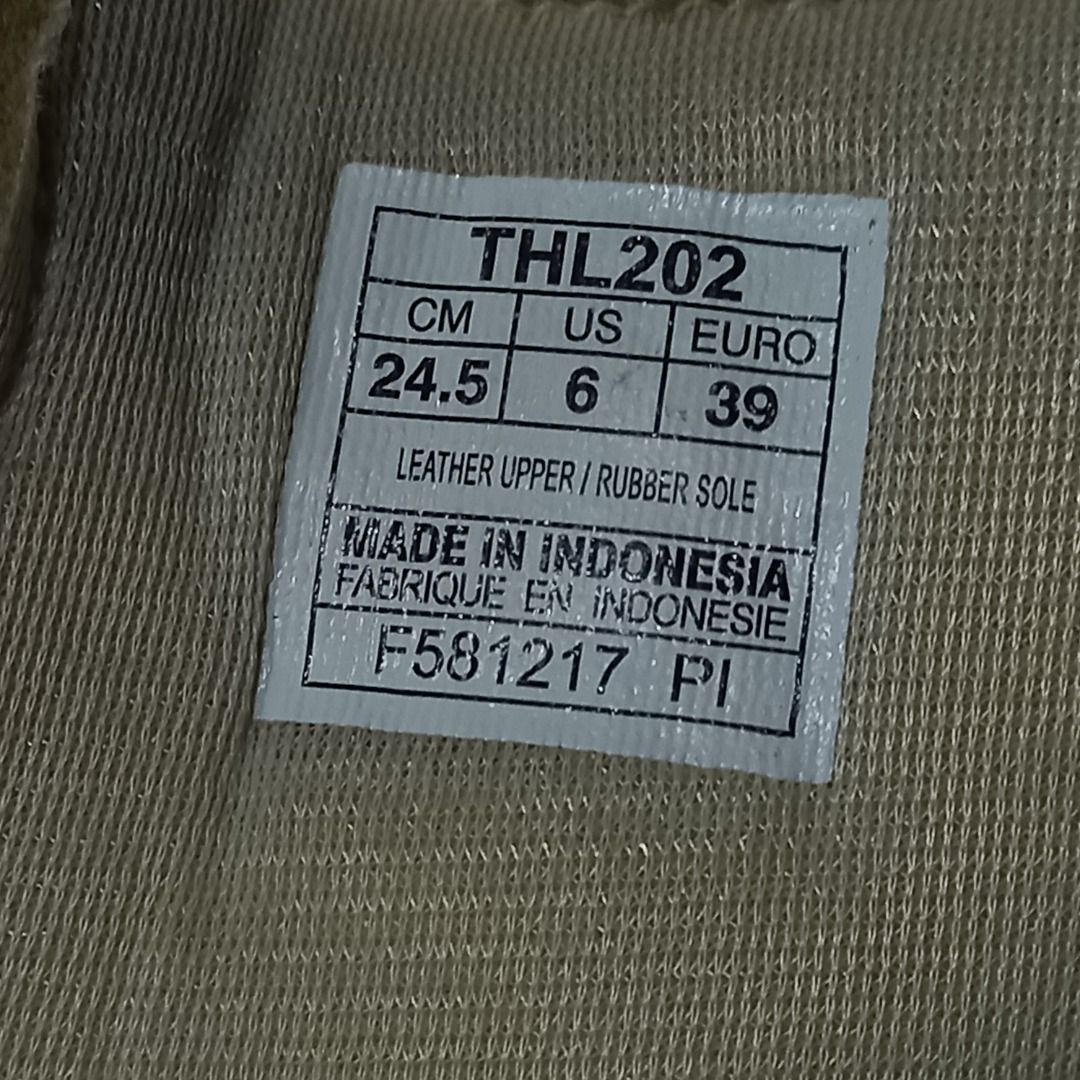 THL202
CM US EURO
24.5 6 39
LEATHER UPPER / RUBBER SOLE
MADE IN INDONESIA
FABRIQUE EN INDONESIE
F581217 PI